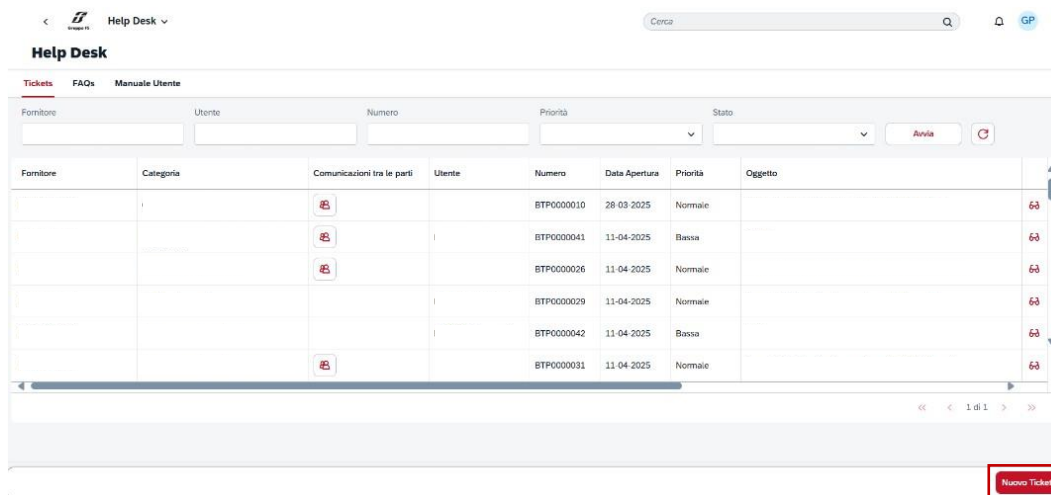 Gruppo FS Help Desk Cerca GP
Help Desk
Tickets FAQs Manuale Utente
Fornitore Utente Numero Priorità Stato
Avvia
Fornitore Categoria Comunicazioni tra le parti Utente Numero Data Apertura Priorità Oggetto
BTP0000010 28-03-2025 Normale
BTP0000041 11-04-2025 Bassa
BTP0000026 11-04-2025 Normale
BTP0000029 11-04-2025 Normale
BTP0000042 11-04-2025 Bassa
BTP0000031 11-04-2025 Normale
1 di 1
Nuovo Ticket